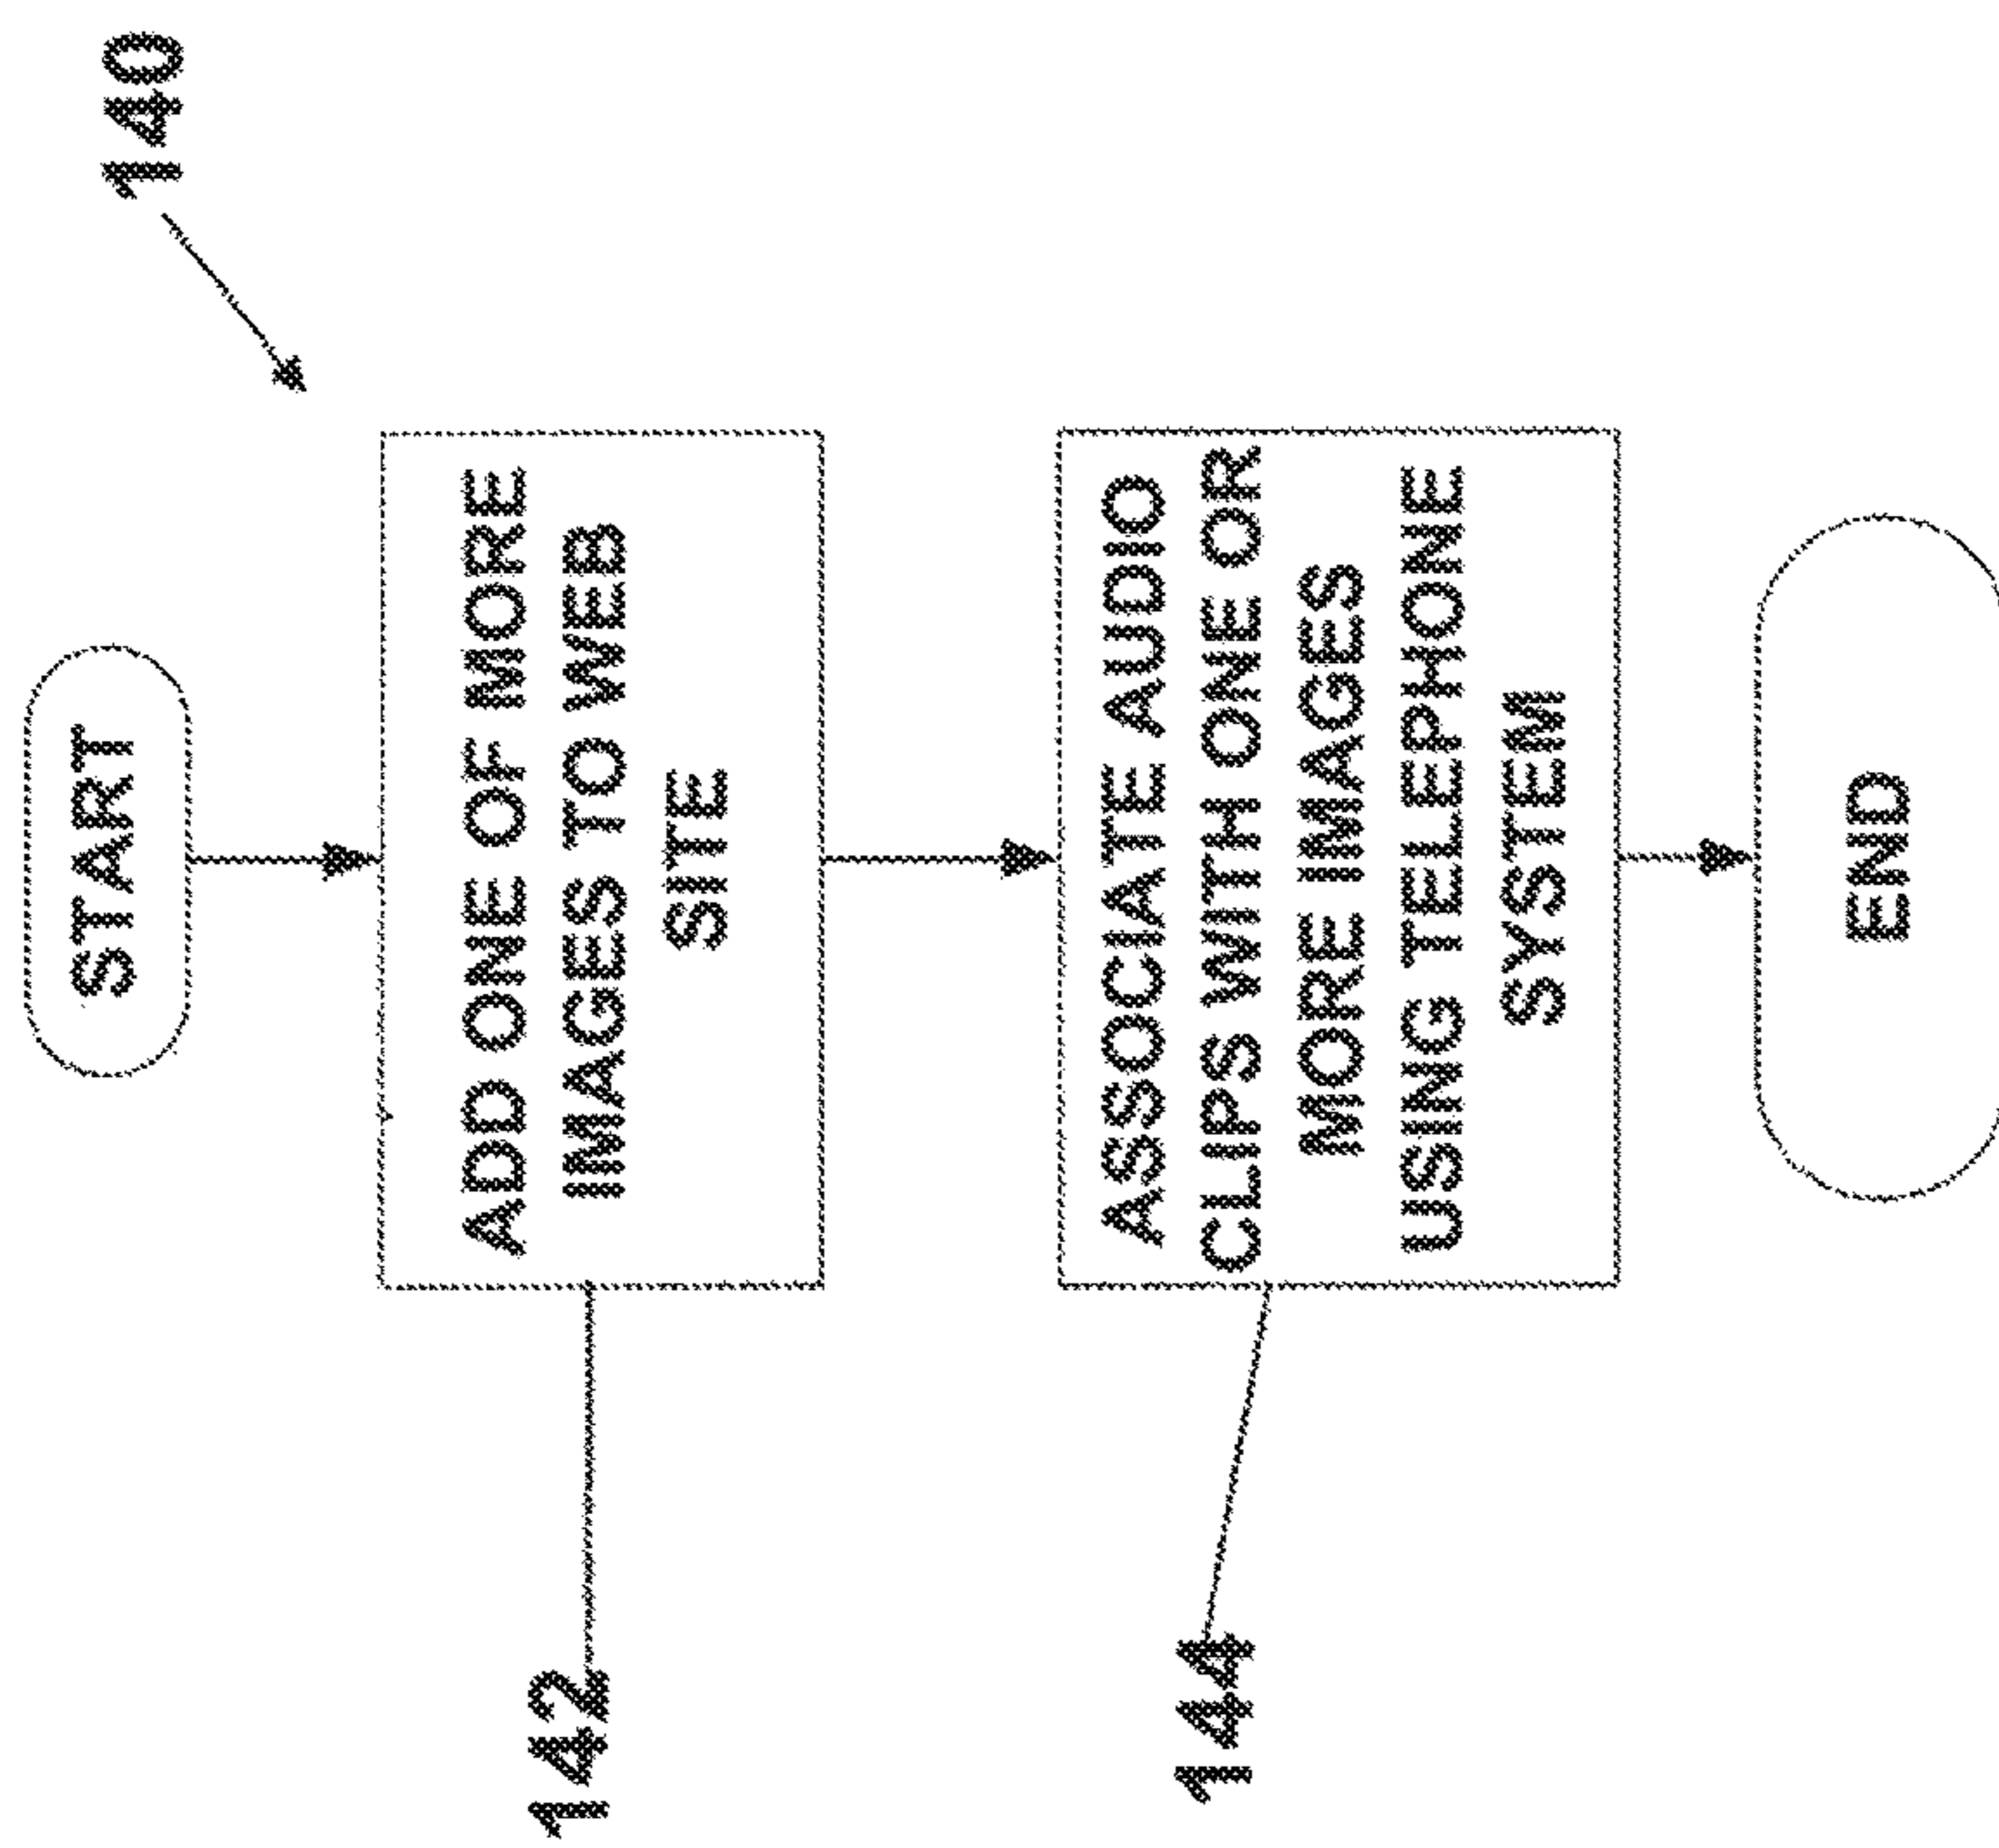 140
START
142
ADD ONE OF MORE
IMAGES TO WEB
SITE
144
ASSOCIATE AUDIO
CLIPS WITH ONE OR
MORE IMAGES
USING TELEPHONE
SYSTEM
END